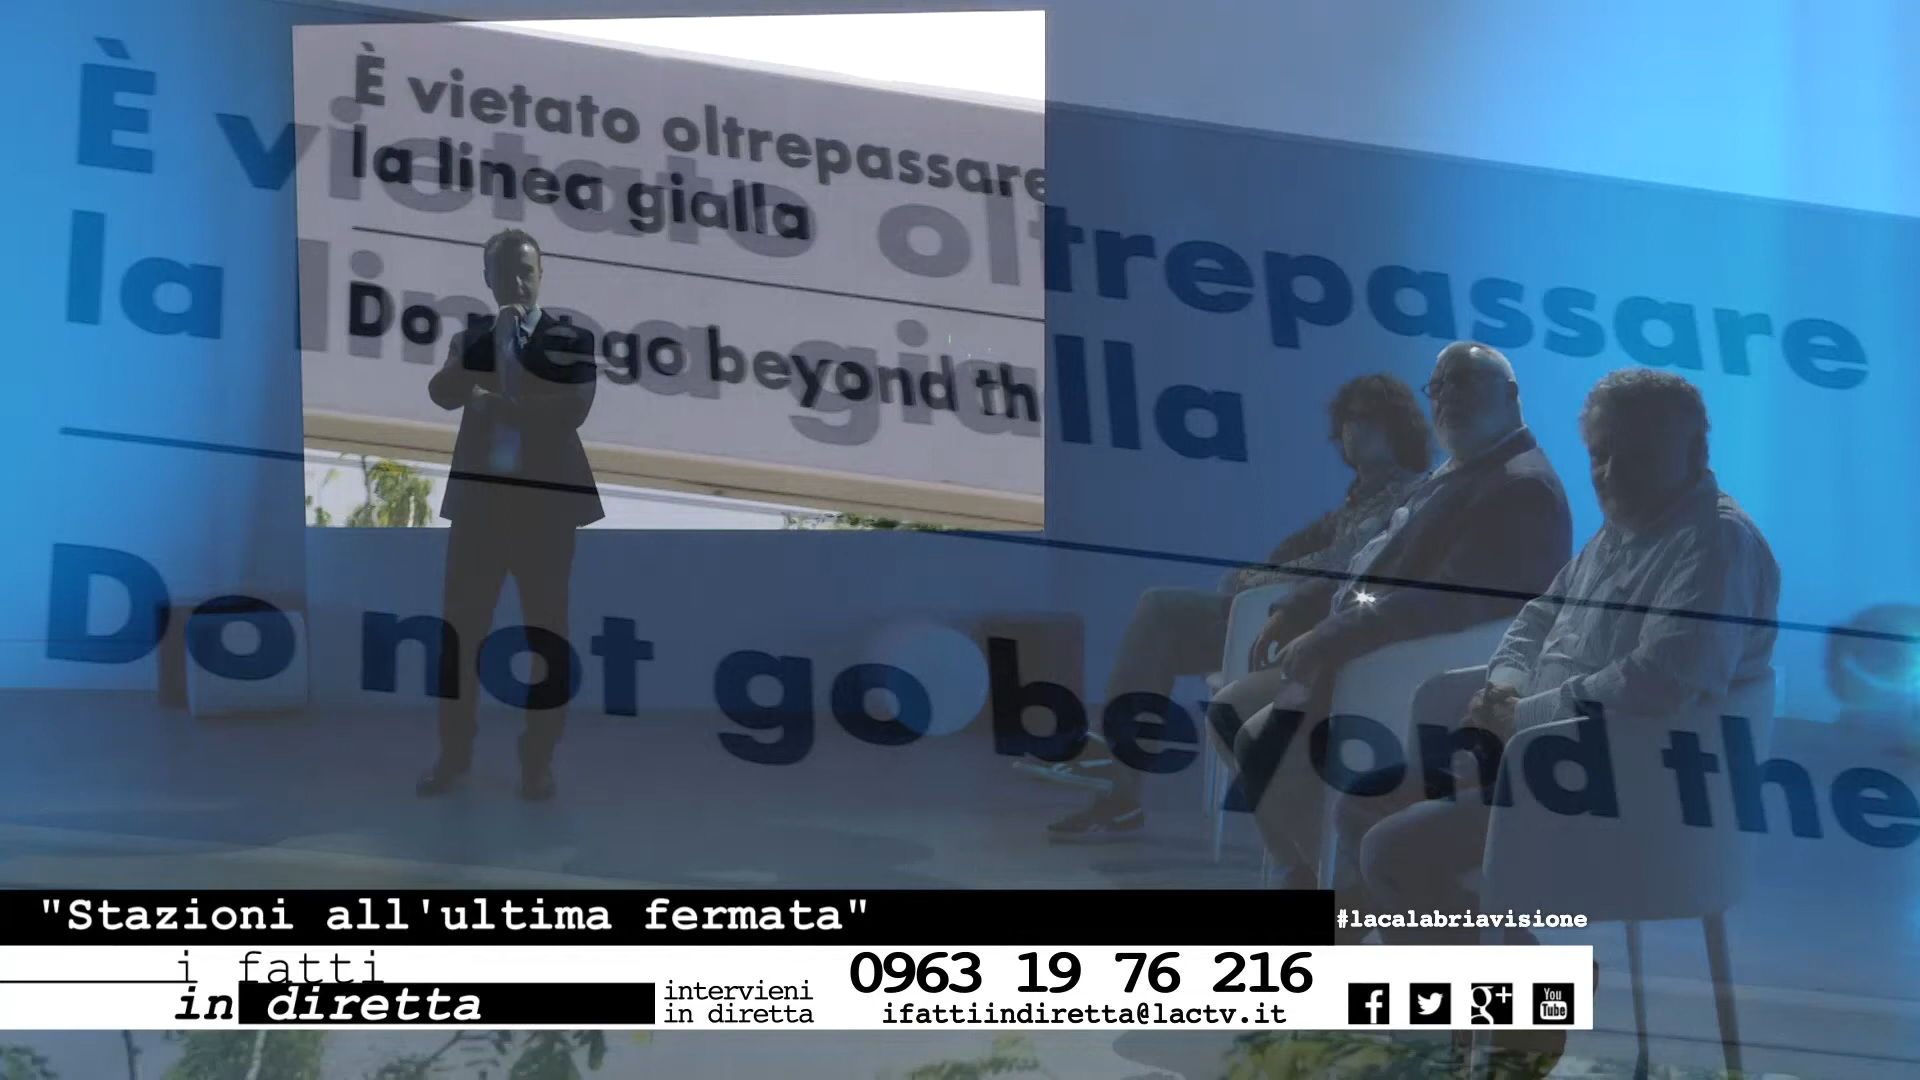 È vietato oltrepassare
la linea gialla
Do not go beyond th
È vietato oltrepassare
la linea gialla
Do not go beyond the
"Stazioni all'ultima fermata"
#lacalabriavisione
i fatti
in diretta
intervieni
in diretta
0963 19 76 216
ifattiindiretta@lactv.it
f
g+
You
Tube